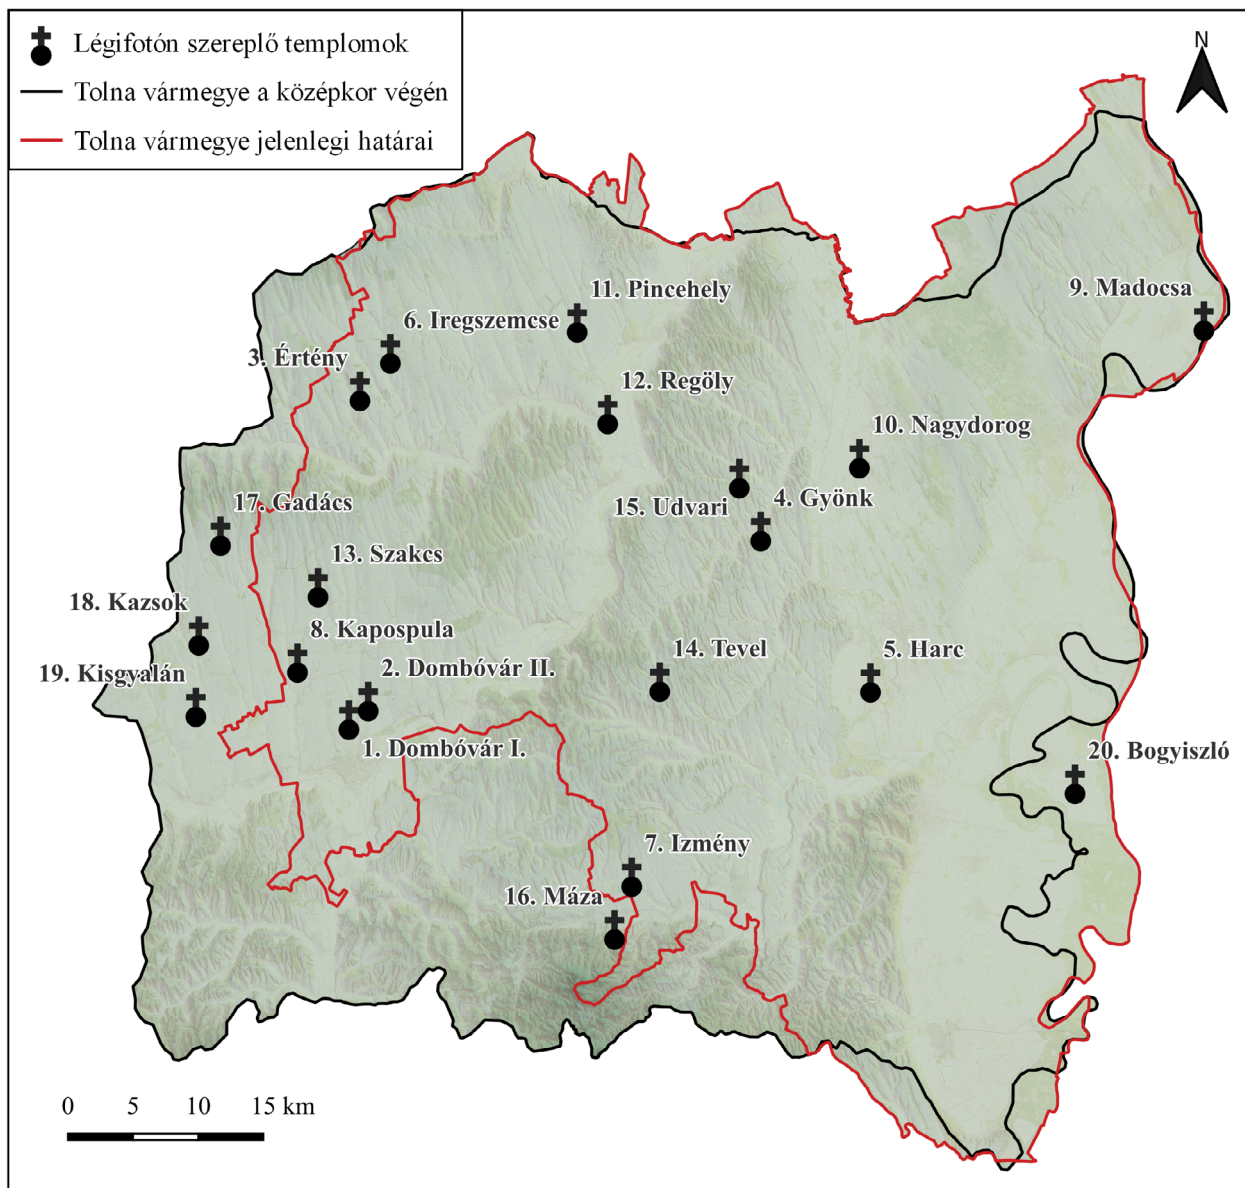 Légifotón szereplő templomok
Tolna vármegye a középkor végén
Tolna vármegye jelenlegi határai
N
9. Madocsa
11. Pincehely
6. Iregszemcse
3. Értény
12. Regöly
10. Nagydorog
17. Gadács
15. Udvari
4. Gyönk
13. Szakcs
18. Kazsok
8. Kapospula
19. Kisgyalán
2. Dombóvár II.
14. Tevel
5. Harc
1. Dombóvár I.
20. Bogyiszló
7. Izmény
16. Máza
0 5 10 15 km